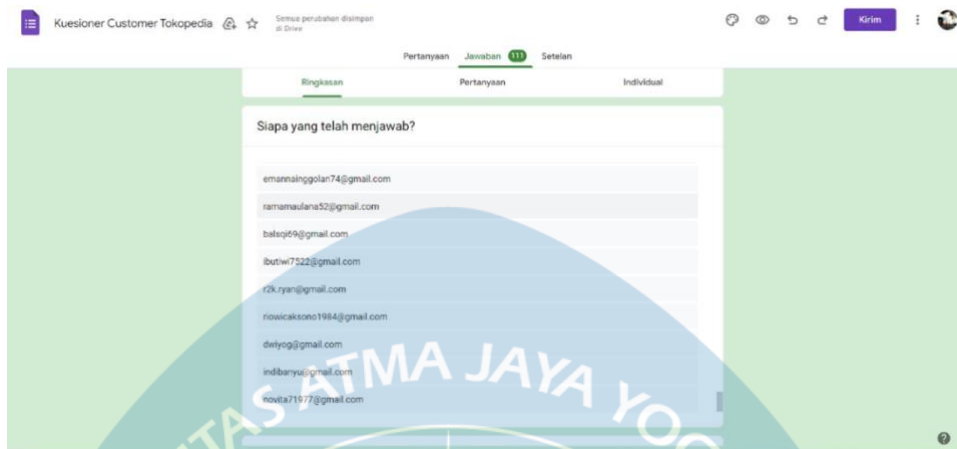 Kuesioner Customer Tokopedia
Semua perubahan disimpan
di Drive
Kirim
Pertanyaan Jawaban 111 Setelan
Ringkasan Pertanyaan Individual
Siapa yang telah menjawab?
emannainggolan74@gmail.com
ramamaulana52@gmail.com
balsqi69@gmail.com
ibutiwi7522@gmail.com
r2k.ryan@gmail.com
riowicaksono1984@gmail.com
dwiyog@gmail.com
indibanyu@gmail.com
novita71977@gmail.com
TAS ATMA JAYA YOG